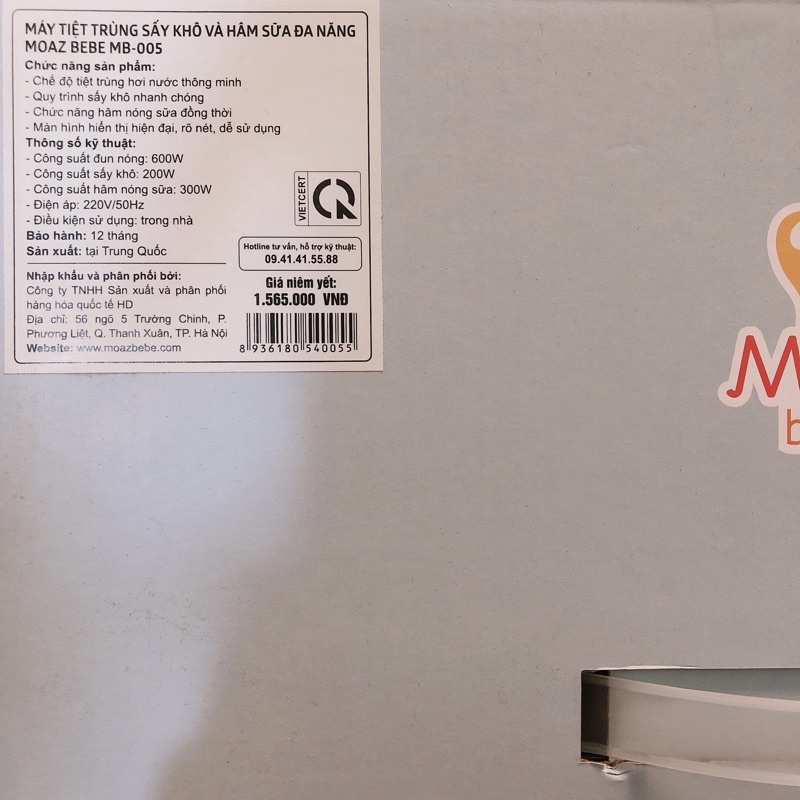 MÁY TIỆT TRÙNG SẤY KHÔ VÀ HÂM SỮA ĐA NĂNG
MOAZ BEBE MB-005
Chức năng sản phẩm:
- Chế độ tiệt trùng hơi nước thông minh
- Quy trình sấy khô nhanh chóng
- Chức năng hâm nóng sữa đồng thời
- Màn hình hiển thị hiện đại, rõ nét, dễ sử dụng
Thông số kỹ thuật:
- Công suất đun nóng: 600W
- Công suất sấy khô: 200W
- Công suất hâm nóng sữa: 300W
- Điện áp: 220V/50Hz
- Điều kiện sử dụng: trong nhà
Bảo hành: 12 tháng
Sản xuất: tại Trung Quốc
VIETCERT
Hotline tư vấn, hỗ trợ kỹ thuật:
09.41.41.55.88
Nhập khẩu và phân phối bởi:
Công ty TNHH Sản xuất và phân phối
hàng hóa quốc tế HD
Địa chỉ: 56 ngõ 5 Trường Chinh, P.
Phương Liệt, Q. Thanh Xuân, TP. Hà Nội
Website: www.moazbebe.com
Giá niêm yết:
1.565.000 VNĐ
8 936180 540055
M
b